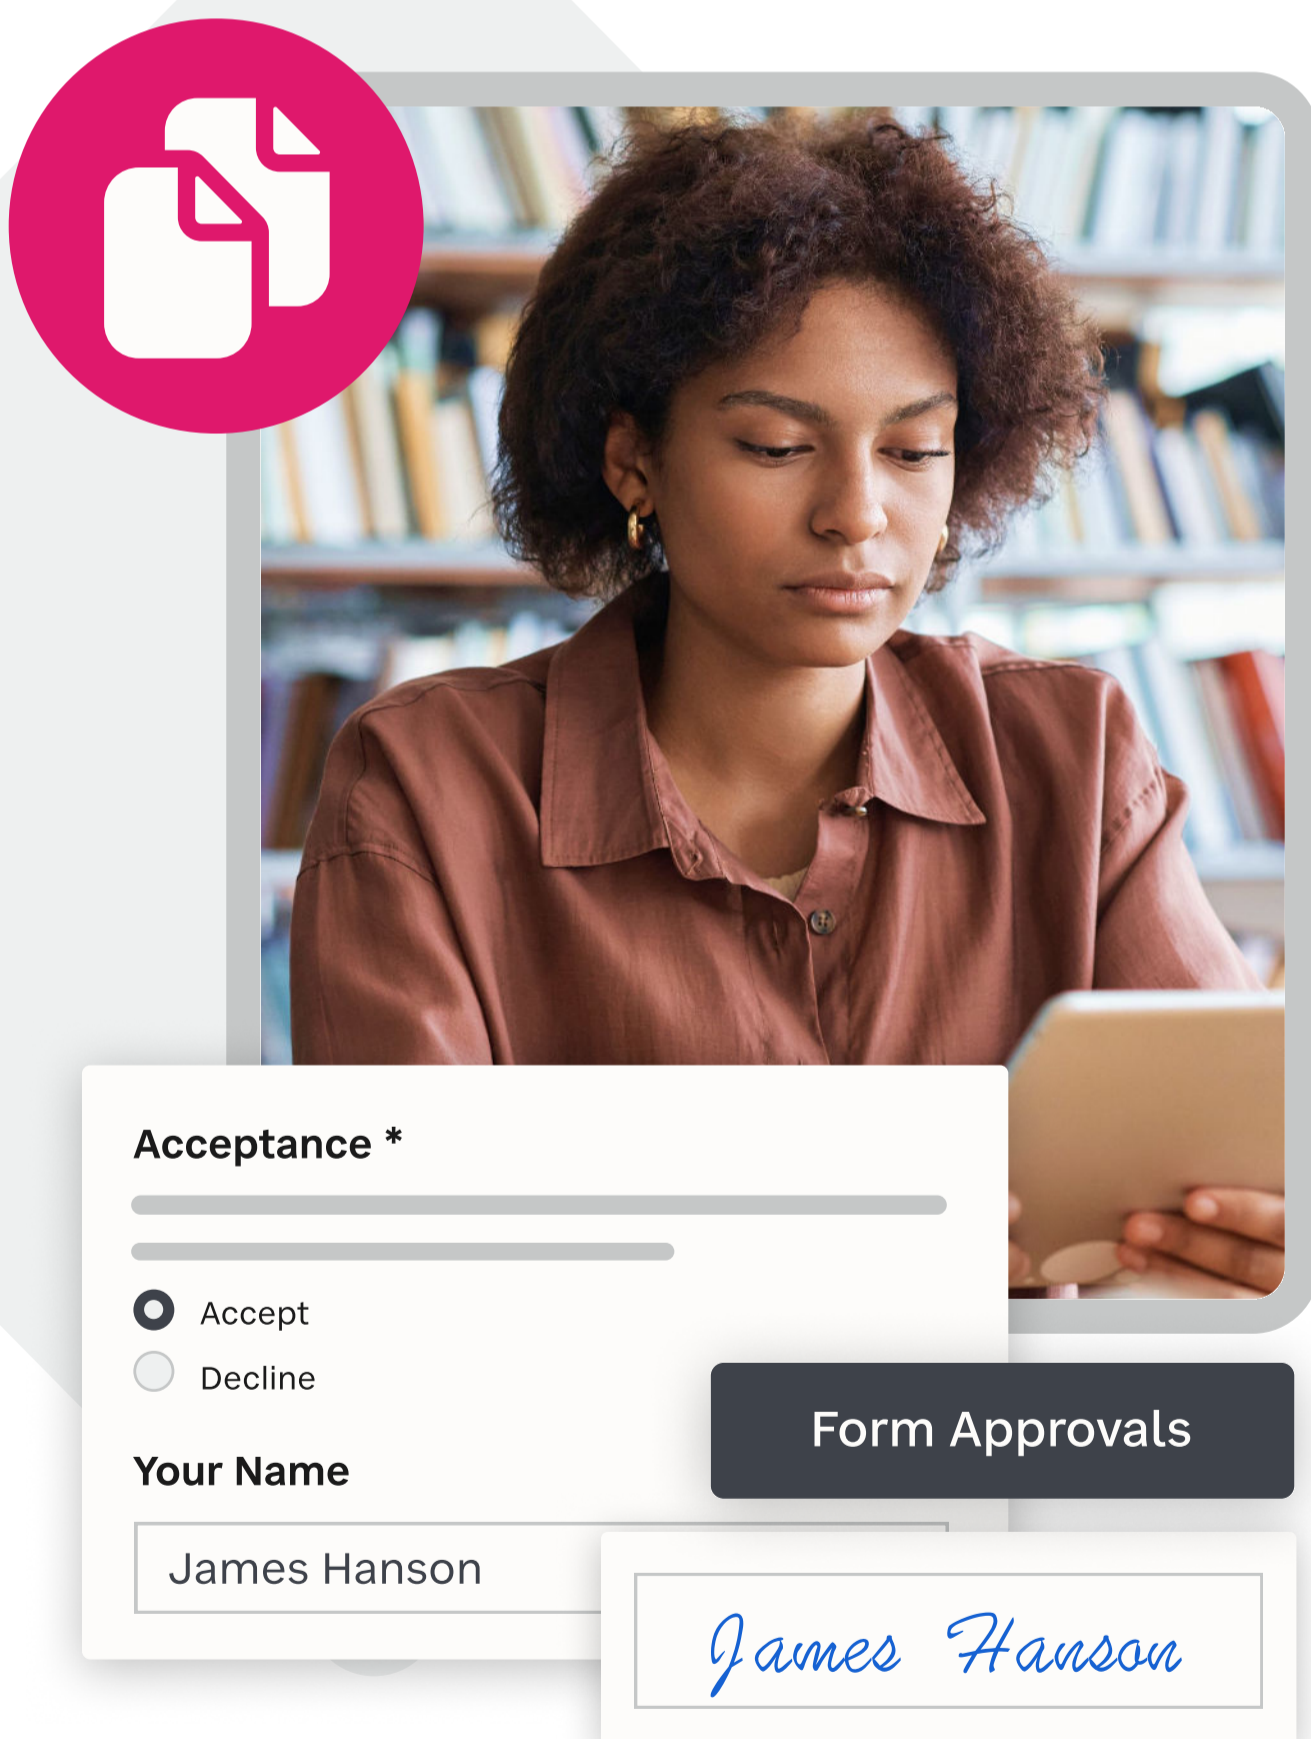 Acceptance *
Accept
Decline
Form Approvals
Your Name
James Hanson
James Hanson